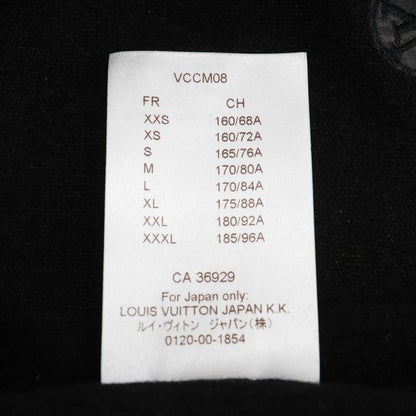 VCCM08
FR CH
XXS 160/68A
XS 160/72A
S 165/76A
M 170/80A
L 170/84A
XL 175/88A
XXL 180/92A
XXXL 185/96A
CA 36929
For Japan only:
LOUIS VUITTON JAPAN K.K.
ルイ・ヴィトン ジャパン(株)
0120-00-1854